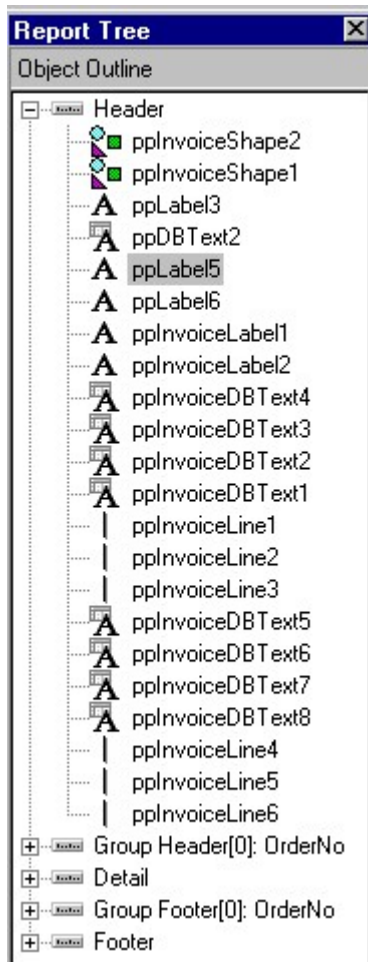 Report Tree
Object Outline
Header
ppInvoiceShape2
ppInvoiceShape1
ppLabel3
ppDBText2
ppLabel5
ppLabel6
ppInvoiceLabel1
ppInvoiceLabel2
ppInvoiceDBText4
ppInvoiceDBText3
ppInvoiceDBText2
ppInvoiceDBText1
ppInvoiceLine1
ppInvoiceLine2
ppInvoiceLine3
ppInvoiceDBText5
ppInvoiceDBText6
ppInvoiceDBText7
ppInvoiceDBText8
ppInvoiceLine4
ppInvoiceLine5
ppInvoiceLine6
Group Header[0]: OrderNo
Detail
Group Footer[0]: OrderNo
Footer